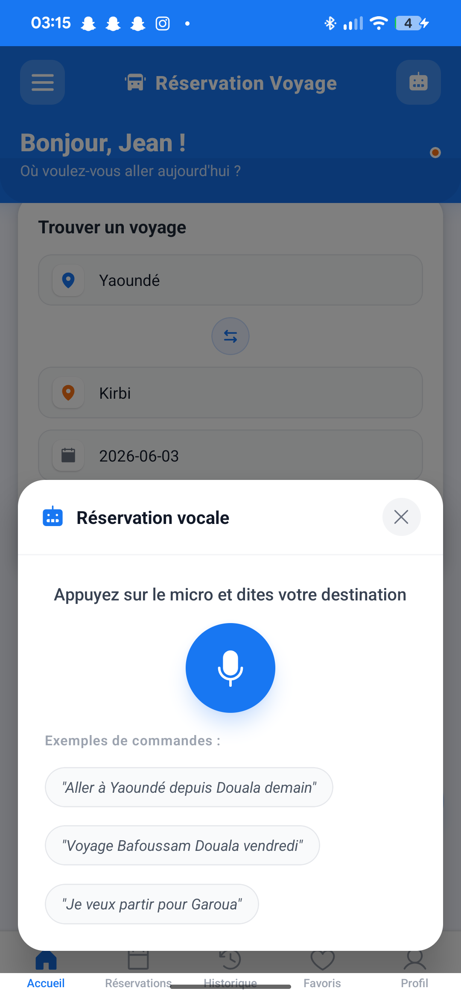 03:15
4
Réservation Voyage
Bonjour, Jean !
Où voulez-vous aller aujourd'hui ?
Trouver un voyage
Yaoundé
Kirbi
2026-06-03
Réservation vocale
Appuyez sur le micro et dites votre destination
Exemples de commandes :
"Aller à Yaoundé depuis Douala demain"
"Voyage Bafoussam Douala vendredi"
"Je veux partir pour Garoua"
Accueil Réservations Historique Favoris Profil